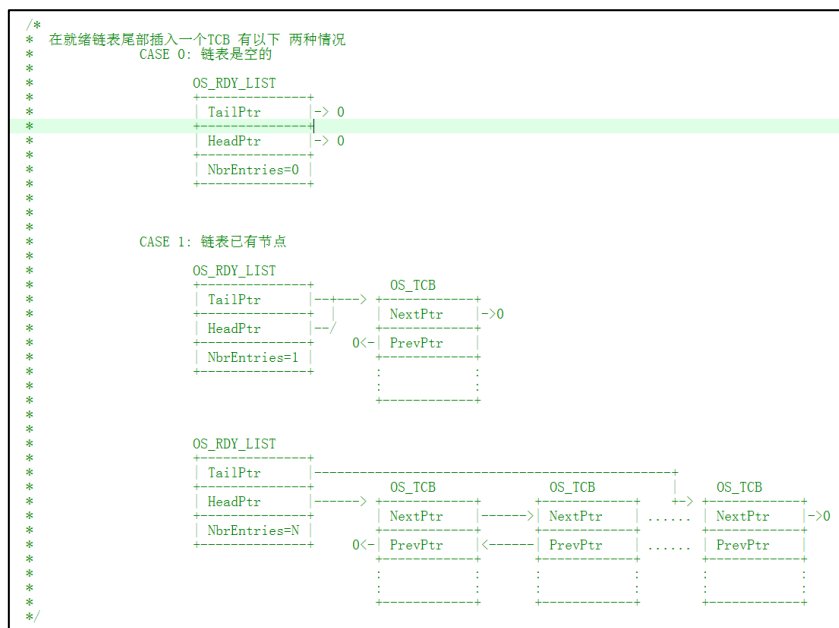 /*
* 在就绪链表尾部插入一个TCB 有以下 两种情况
* CASE 0: 链表是空的
*
* OS_RDY_LIST
* +--------------+
* | TailPtr |-> 0
* +--------------+
* | HeadPtr |-> 0
* +--------------+
* | NbrEntries=0 |
* +--------------+
*
*
*
* CASE 1: 链表已有节点
*
* OS_RDY_LIST
* +--------------+ OS_TCB
* | TailPtr |--+---> +------------+
* +--------------+ | | NextPtr |->0
* | HeadPtr |--/ +------------+
* +--------------+ 0<-| PrevPtr |
* | NbrEntries=1 | +------------+
* +--------------+ : :
* : :
* +------------+
*
*
* OS_RDY_LIST
* +--------------+
* | TailPtr |--------------------------------------------+
* +--------------+ OS_TCB OS_TCB | OS_TCB
* | HeadPtr |------> +------------+ +------------+ +-> +------------+
* +--------------+ | NextPtr |------>| NextPtr | ...... | NextPtr |->0
* | NbrEntries=N | +------------+ +------------+ +------------+
* +--------------+ 0<-| PrevPtr |<------| PrevPtr | ...... | PrevPtr |
* +------------+ +------------+ +------------+
* : : : : : :
* : : : : : :
* +------------+ +------------+ +------------+
*/